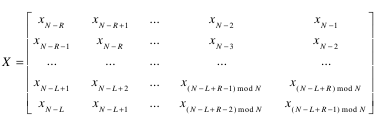 x_{N-R} x_{N-R+1} ... x_{N-2} x_{N-1}
x_{N-R-1} x_{N-R} ... x_{N-3} x_{N-2}
X = ... ... ... ... ...
x_{N-L+1} x_{N-L+2} ... x_{(N-L+R-1) mod N} x_{(N-L+R) mod N}
x_{N-L} x_{N-L+1} ... x_{(N-L+R-2) mod N} x_{(N-L+R-1) mod N}